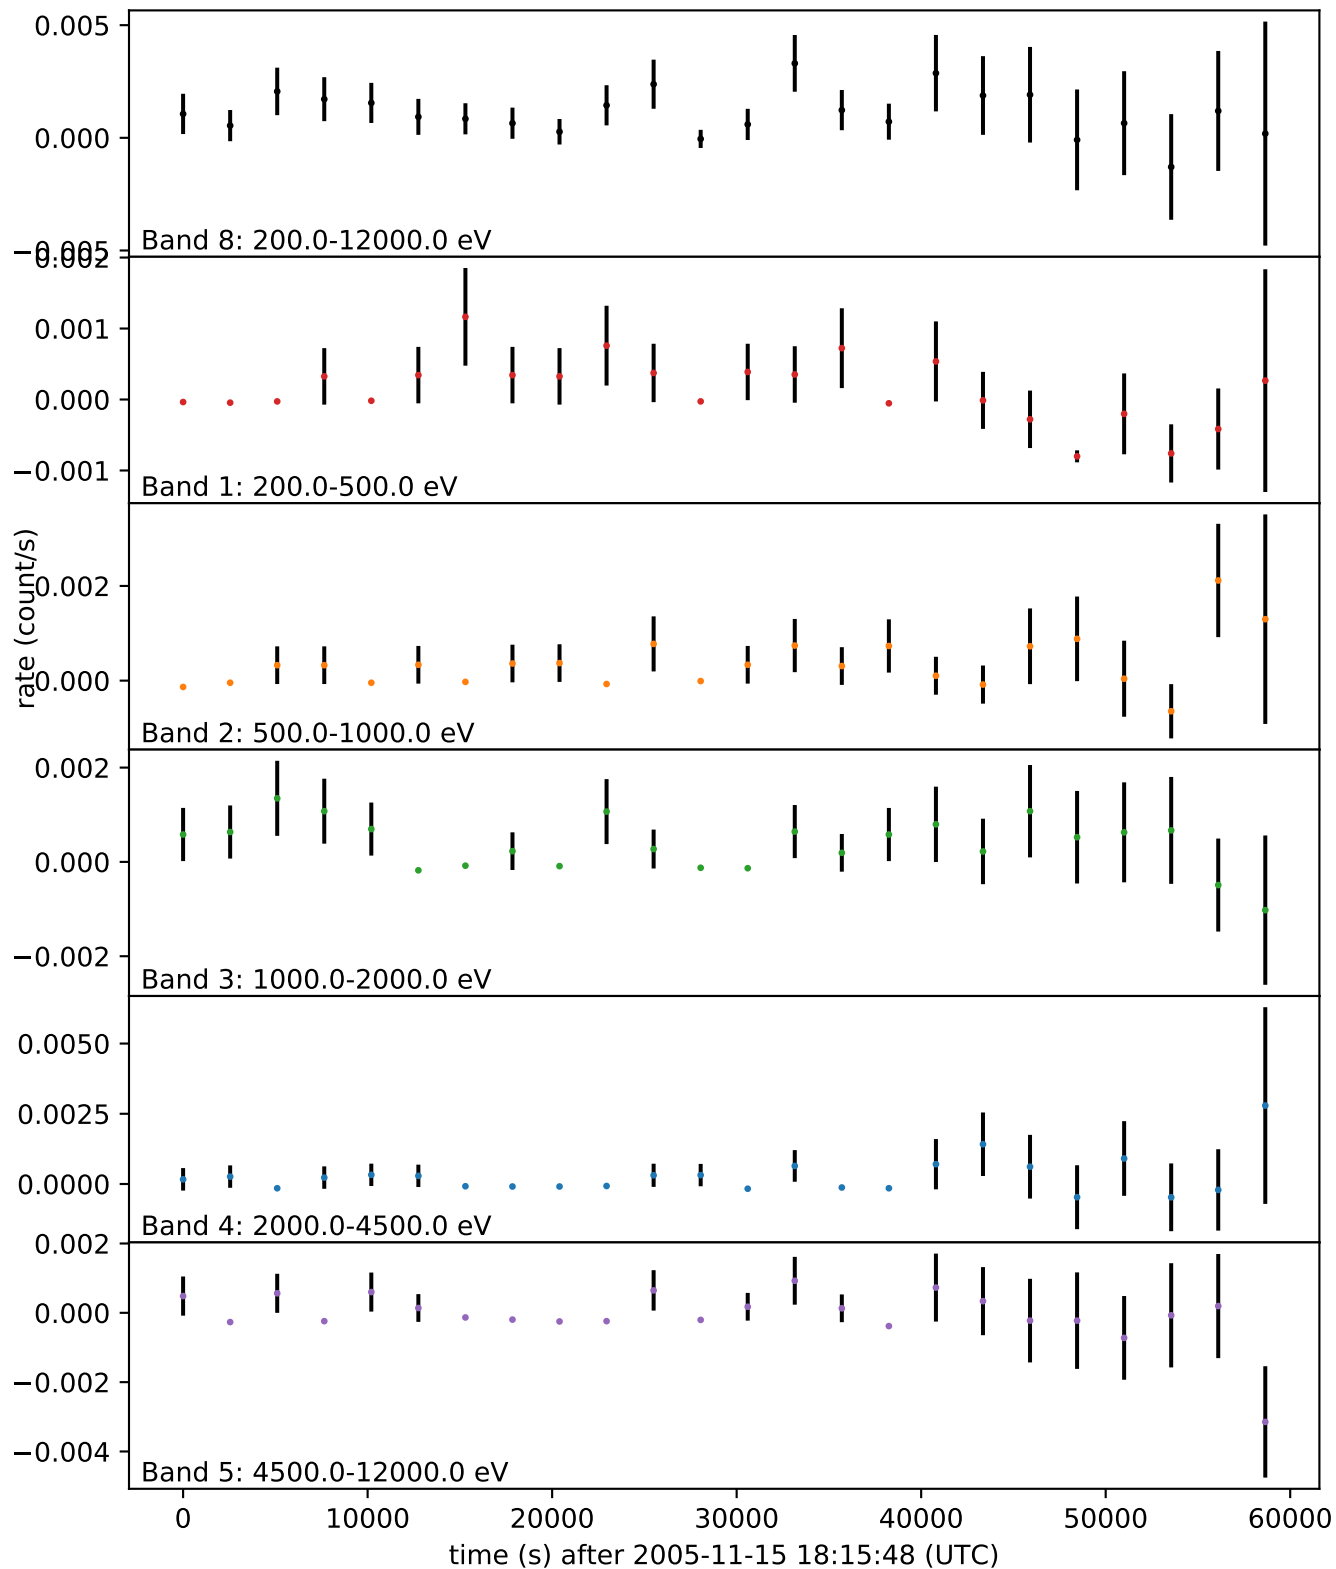 0.005
0.000
−0.005
Band 8: 200.0-12000.0 eV
0.002
0.001
0.000
−0.001
Band 1: 200.0-500.0 eV
rate (count/s)
0.002
0.000
Band 2: 500.0-1000.0 eV
0.002
0.000
−0.002
Band 3: 1000.0-2000.0 eV
0.0050
0.0025
0.0000
Band 4: 2000.0-4500.0 eV
0.002
0.000
−0.002
−0.004
Band 5: 4500.0-12000.0 eV
0 10000 20000 30000 40000 50000 60000
time (s) after 2005-11-15 18:15:48 (UTC)